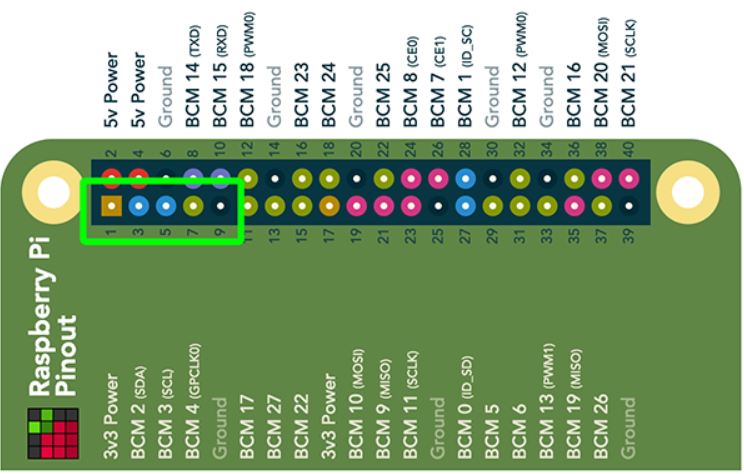 5v Power
5v Power
Ground
BCM 14 (TXD)
BCM 15 (RXD)
BCM 18 (PWM0)
Ground
BCM 23
BCM 24
Ground
BCM 25
BCM 8 (CE0)
BCM 7 (CE1)
BCM 1 (ID_SC)
Ground
BCM 12 (PWM0)
Ground
BCM 16
BCM 20 (MOSI)
BCM 21 (SCLK)
2 4 6 8 10 12 14 16 18 20 22 24 26 28 30 32 34 36 38 40
1 3 5 7 9 11 13 15 17 19 21 23 25 27 29 31 33 35 37 39
Raspberry Pi
Pinout
3v3 Power
BCM 2 (SDA)
BCM 3 (SCL)
BCM 4 (GPCLK0)
Ground
BCM 17
BCM 27
BCM 22
3v3 Power
BCM 10 (MOSI)
BCM 9 (MISO)
BCM 11 (SCLK)
Ground
BCM 0 (ID_SD)
BCM 5
BCM 6
BCM 13 (PWM1)
BCM 19 (MISO)
BCM 26
Ground